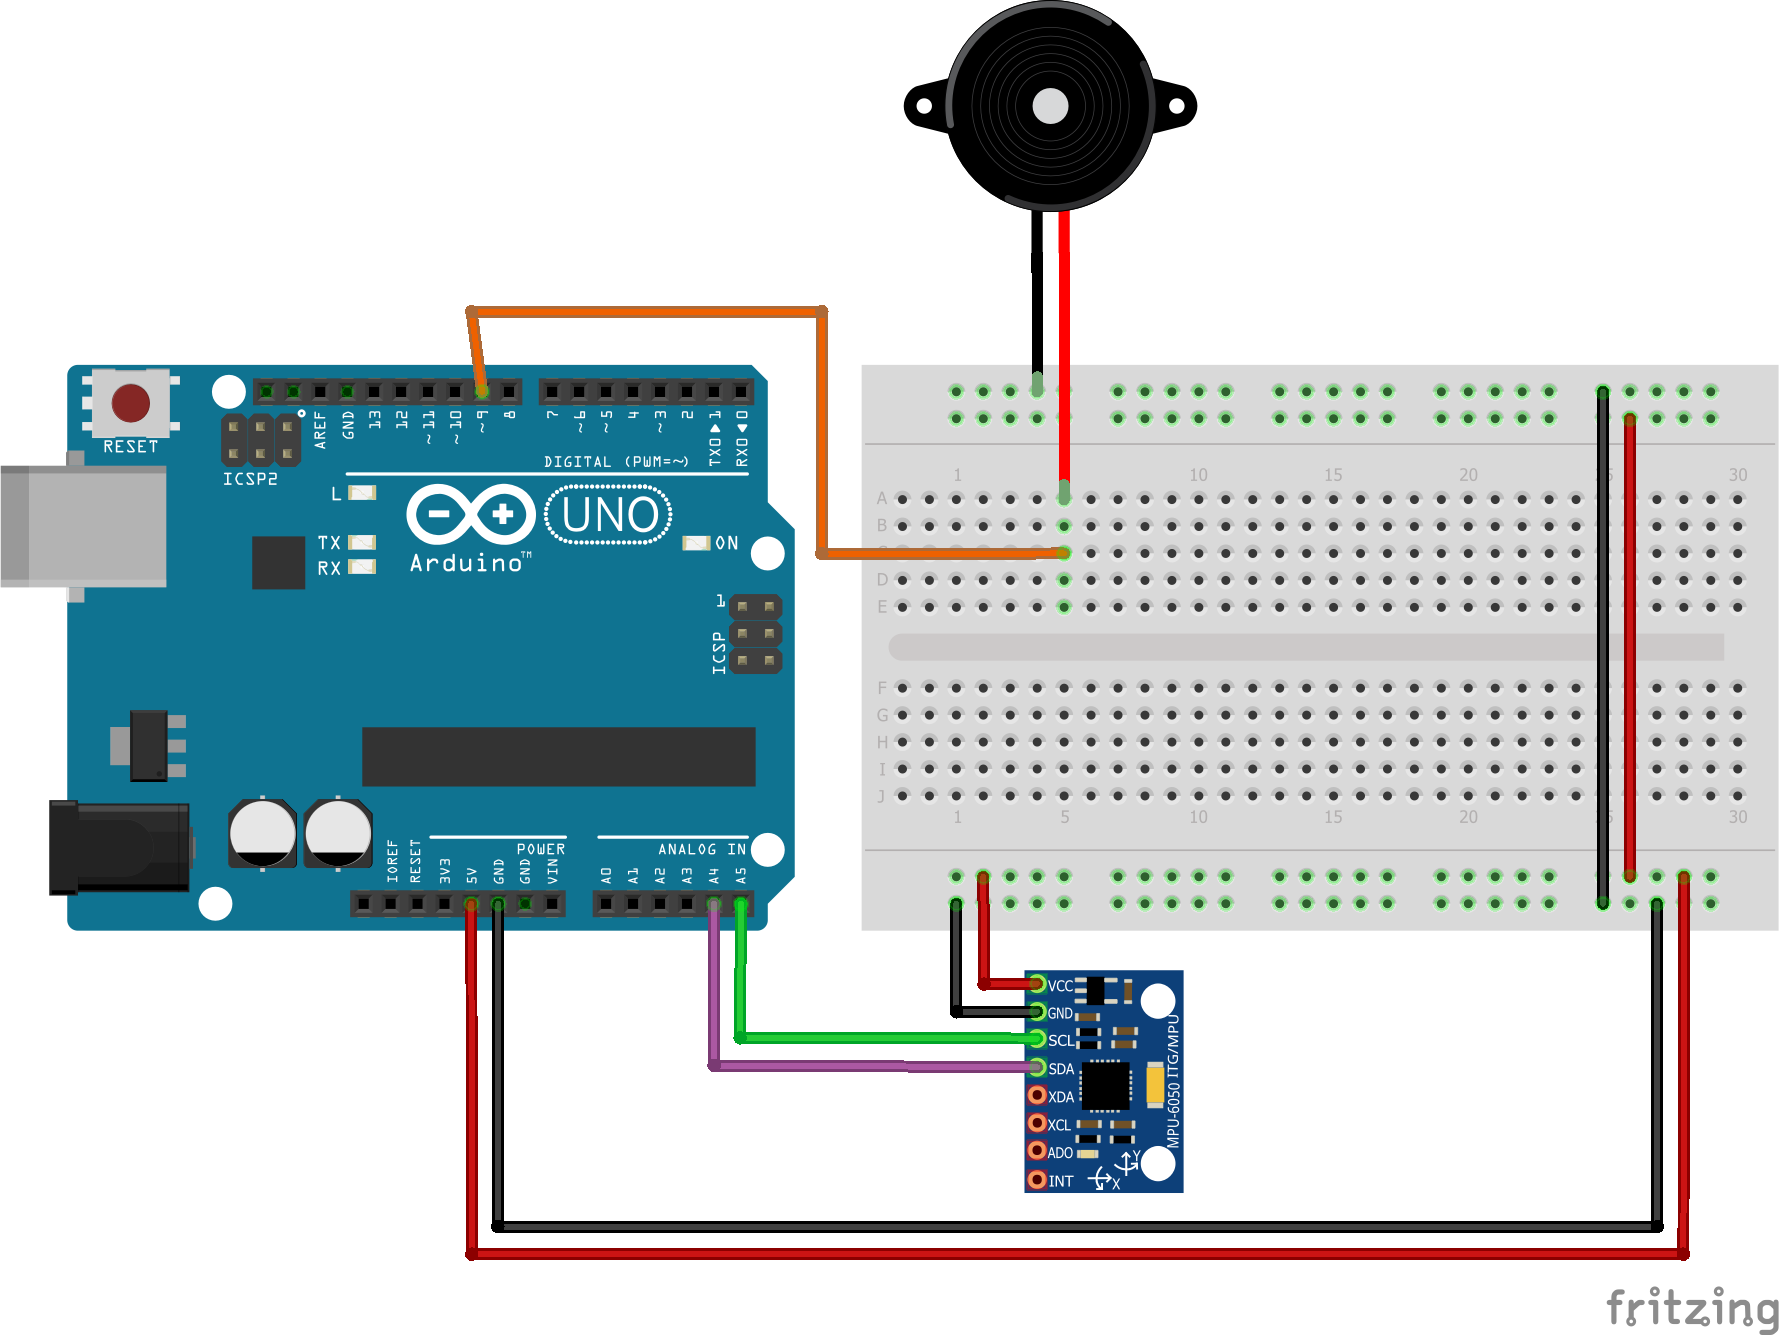 RESET
ICSP2
AREF
GND
13
12
~11
~10
~9
8
7
~6
~5
4
~3
2
TX0▶1
RX0◀0
DIGITAL (PWM=~)
L
TX
RX
UNO
Arduino™
ON
1
ICSP
IOREF
RESET
3V3
5V
GND
GND
VIN
POWER
A0
A1
A2
A3
A4
A5
ANALOG IN
1 10 15 20 30
A
B
D
E
F
G
H
I
J
1 5 10 15 20 30
VCC
GND
SCL
SDA
XDA
XCL
ADO
INT
MPU-6050 ITG/MPU
Y
X
fritzing